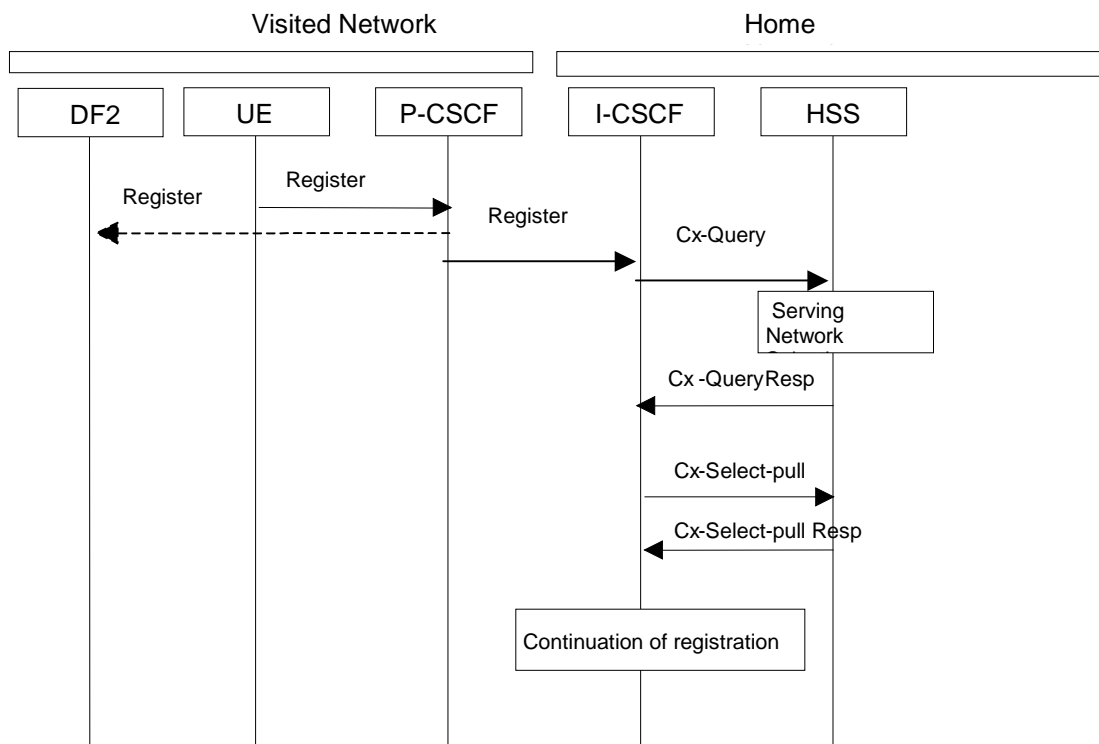 Visited Network
Home
DF2
UE
P-CSCF
I-CSCF
HSS
Register
Register
Register
Cx-Query
Serving
Network
Cx -QueryResp
Cx-Select-pull
Cx-Select-pull Resp
Continuation of registration